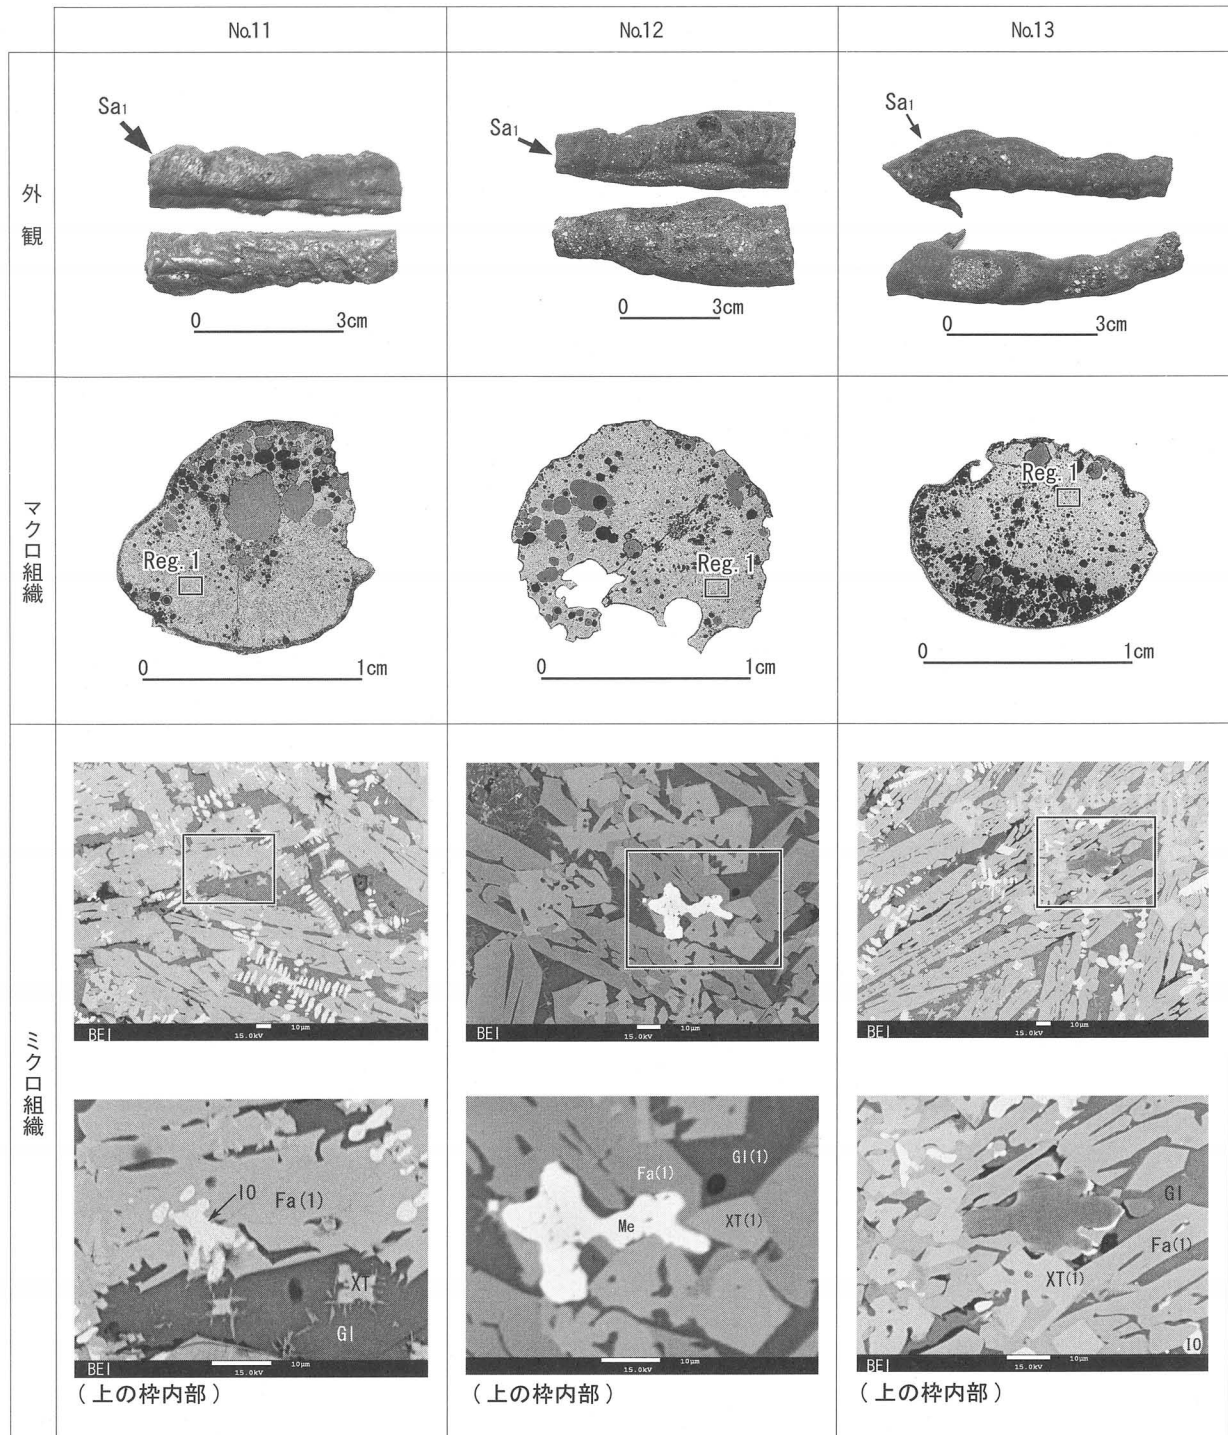 No.11 No.12 No.13
外観
Sa1
0 3cm
Sa1
0 3cm
Sa1
0 3cm
マクロ組織
Reg. 1
0 1cm
Reg. 1
0 1cm
Reg. 1
0 1cm
ミクロ組織
BEI 15.0kV 10μm
BEI 15.0kV 10μm
BEI 15.0kV 10μm
IO
Fa(1)
XT
Gl
BEI 15.0kV 10μm
Gl(1)
Fa(1)
Me
XT(1)
BEI 15.0kV 10μm
Gl
Fa(1)
XT(1)
IO
BEI 15.0kV 10μm
(上の枠内部) (上の枠内部) (上の枠内部)